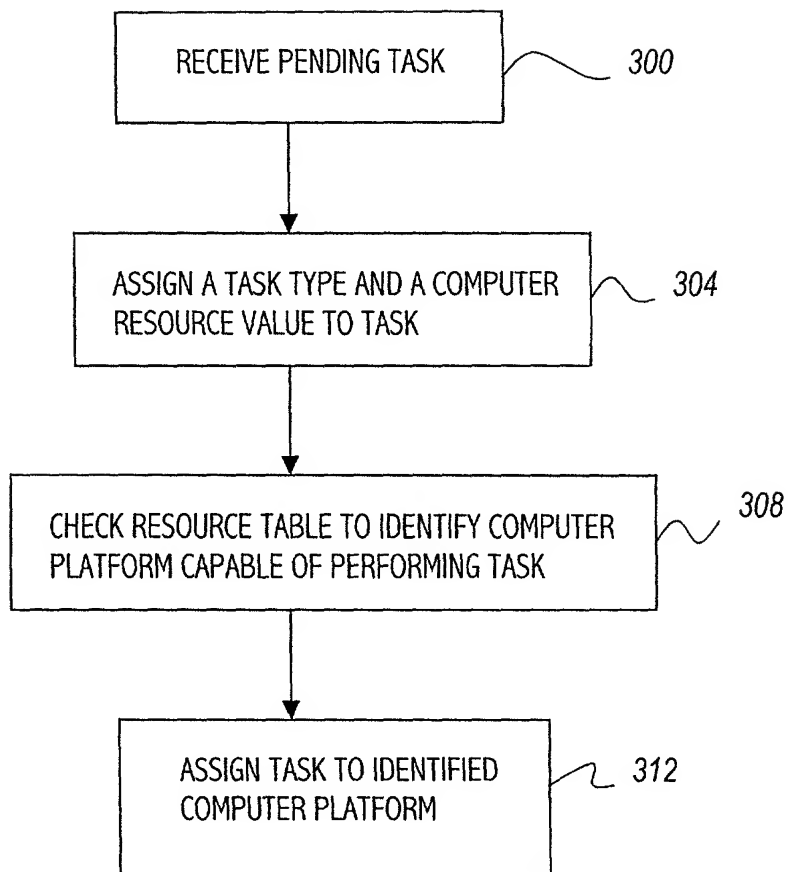 RECEIVE PENDING TASK
300
ASSIGN A TASK TYPE AND A COMPUTER
RESOURCE VALUE TO TASK
304
CHECK RESOURCE TABLE TO IDENTIFY COMPUTER
PLATFORM CAPABLE OF PERFORMING TASK
308
ASSIGN TASK TO IDENTIFIED
COMPUTER PLATFORM
312